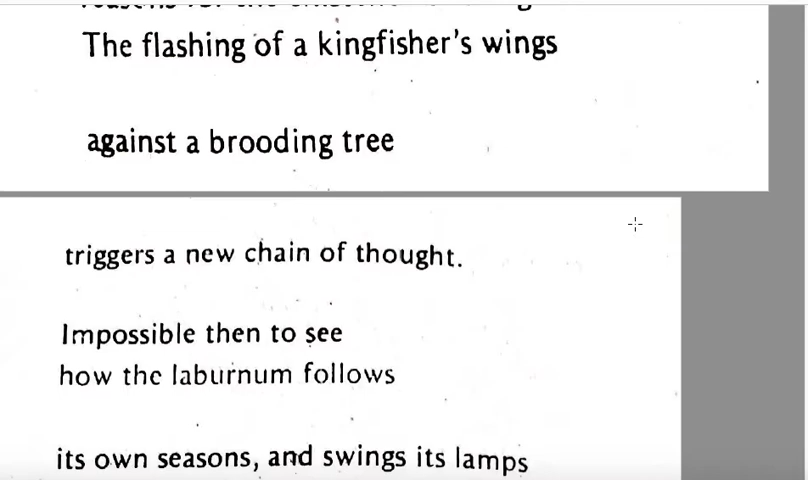 The flashing of a kingfisher's wings
against a brooding tree
triggers a new chain of thought.
Impossible then to see
how the laburnum follows
its own seasons, and swings its lamps